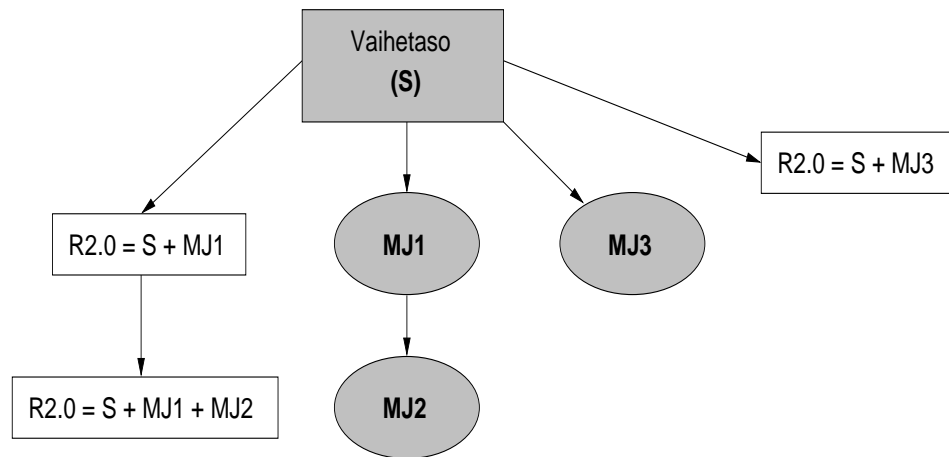 Vaihetaso
(S)
R2.0 = S + MJ3
R2.0 = S + MJ1
MJ1
MJ3
R2.0 = S + MJ1 + MJ2
MJ2